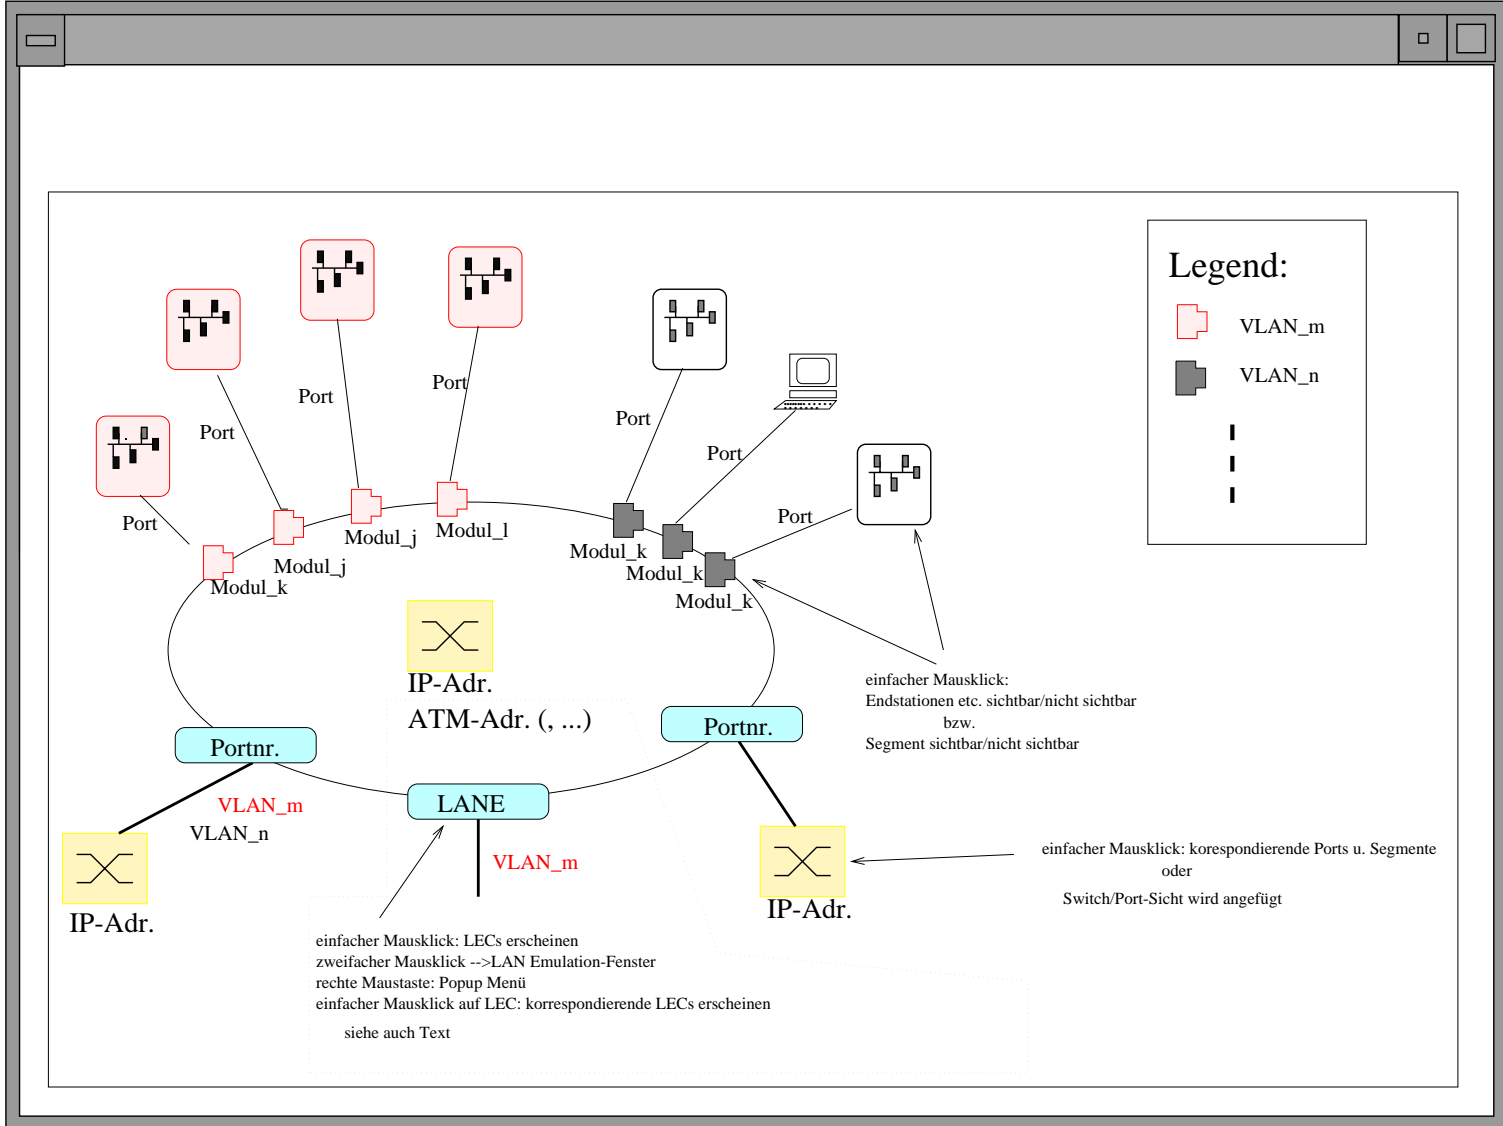 Legend:
VLAN_m
VLAN_n
Port
Port
Port
Port
Port
Port
Port
Modul_k
Modul_j
Modul_j
Modul_l
Modul_k
Modul_k
Modul_k
IP-Adr.
ATM-Adr. (, ...)
einfacher Mausklick:
Endstationen etc. sichtbar/nicht sichtbar
bzw.
Segment sichtbar/nicht sichtbar
Portnr.
Portnr.
LANE
VLAN_m
VLAN_n
VLAN_m
IP-Adr.
IP-Adr.
einfacher Mausklick: korespondierende Ports u. Segmente
oder
Switch/Port-Sicht wird angefügt
einfacher Mausklick: LECs erscheinen
zweifacher Mausklick -->LAN Emulation-Fenster
rechte Maustaste: Popup Menü
einfacher Mausklick auf LEC: korrespondierende LECs erscheinen
siehe auch Text